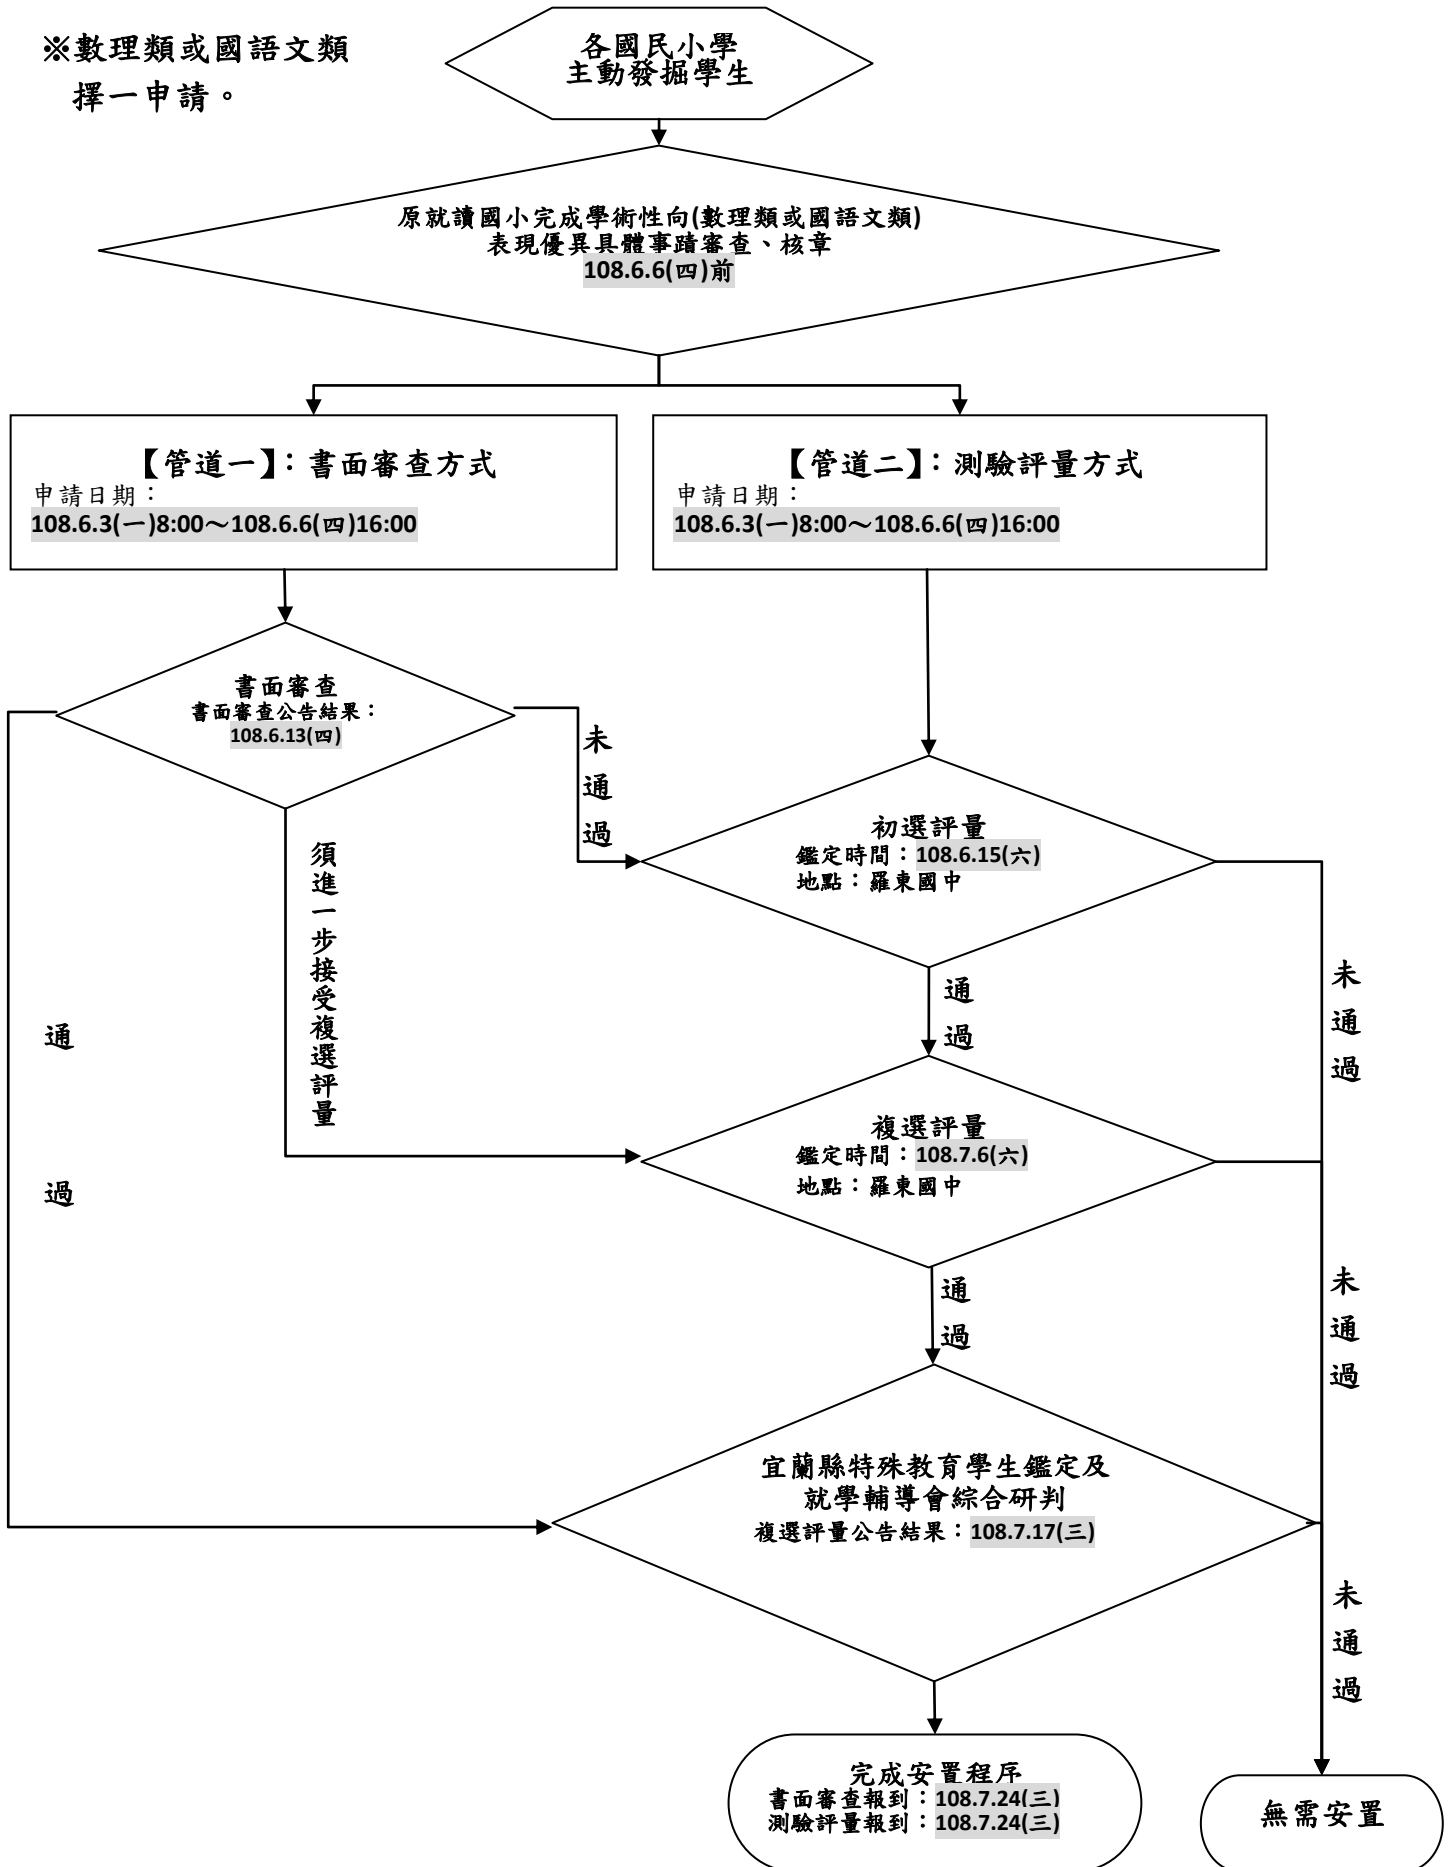 ※數理類或國語文類
擇一申請。
各國民小學
主動發掘學生
原就讀國小完成學術性向(數理類或國語文類)
表現優異具體事蹟審查、核章
108.6.6(四)前
【管道一】：書面審查方式
申請日期：
108.6.3(一)8:00～108.6.6(四)16:00
【管道二】：測驗評量方式
申請日期：
108.6.3(一)8:00～108.6.6(四)16:00
書面審查
書面審查公告結果：
108.6.13(四)
未通過
須進一步接受複選評量
通過
初選評量
鑑定時間：108.6.15(六)
地點：羅東國中
通過
未通過
複選評量
鑑定時間：108.7.6(六)
地點：羅東國中
通過
未通過
宜蘭縣特殊教育學生鑑定及
就學輔導會綜合研判
複選評量公告結果：108.7.17(三)
未通過
完成安置程序
書面審查報到：108.7.24(三)
測驗評量報到：108.7.24(三)
無需安置